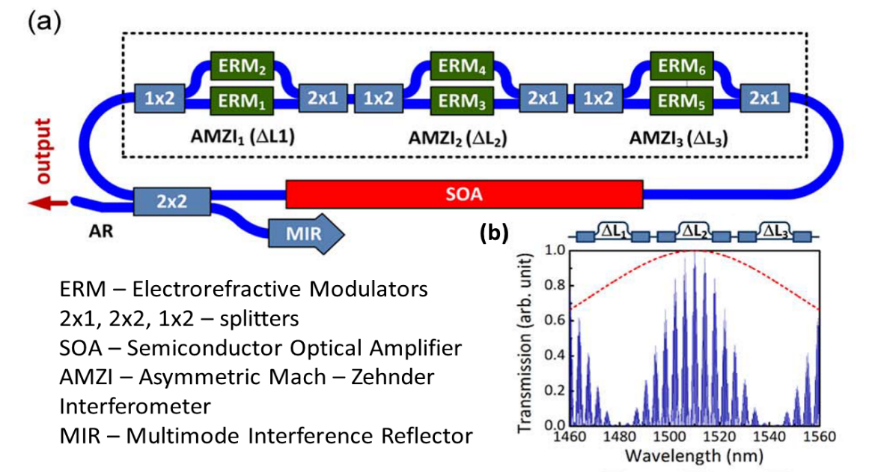 (a)
ERM₂ ERM₄ ERM₆
1x2 2x1 1x2 2x1 1x2 2x1
ERM₁ ERM₃ ERM₅
AMZI₁ (ΔL1) AMZI₂ (ΔL₂) AMZI₃ (ΔL₃)
output
2x2 SOA
AR
MIR
(b)
ΔL₁ ΔL₂ ΔL₃
ERM – Electrorefractive Modulators
2x1, 2x2, 1x2 – splitters
SOA – Semiconductor Optical Amplifier
AMZI – Asymmetric Mach – Zehnder
Interferometer
MIR – Multimode Interference Reflector
Transmission (arb. unit)
1.0
0.8
0.6
0.4
0.2
0.0
1460 1480 1500 1520 1540 1560
Wavelength (nm)